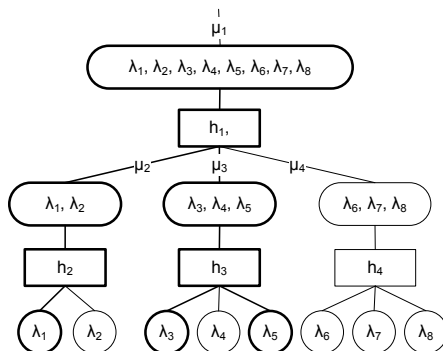 μ1
λ1, λ2, λ3, λ4, λ5, λ6, λ7, λ8
h1,
μ2 μ3 μ4
λ1, λ2 λ3, λ4, λ5 λ6, λ7, λ8
h2 h3 h4
λ1 λ2 λ3 λ4 λ5 λ6 λ7 λ8